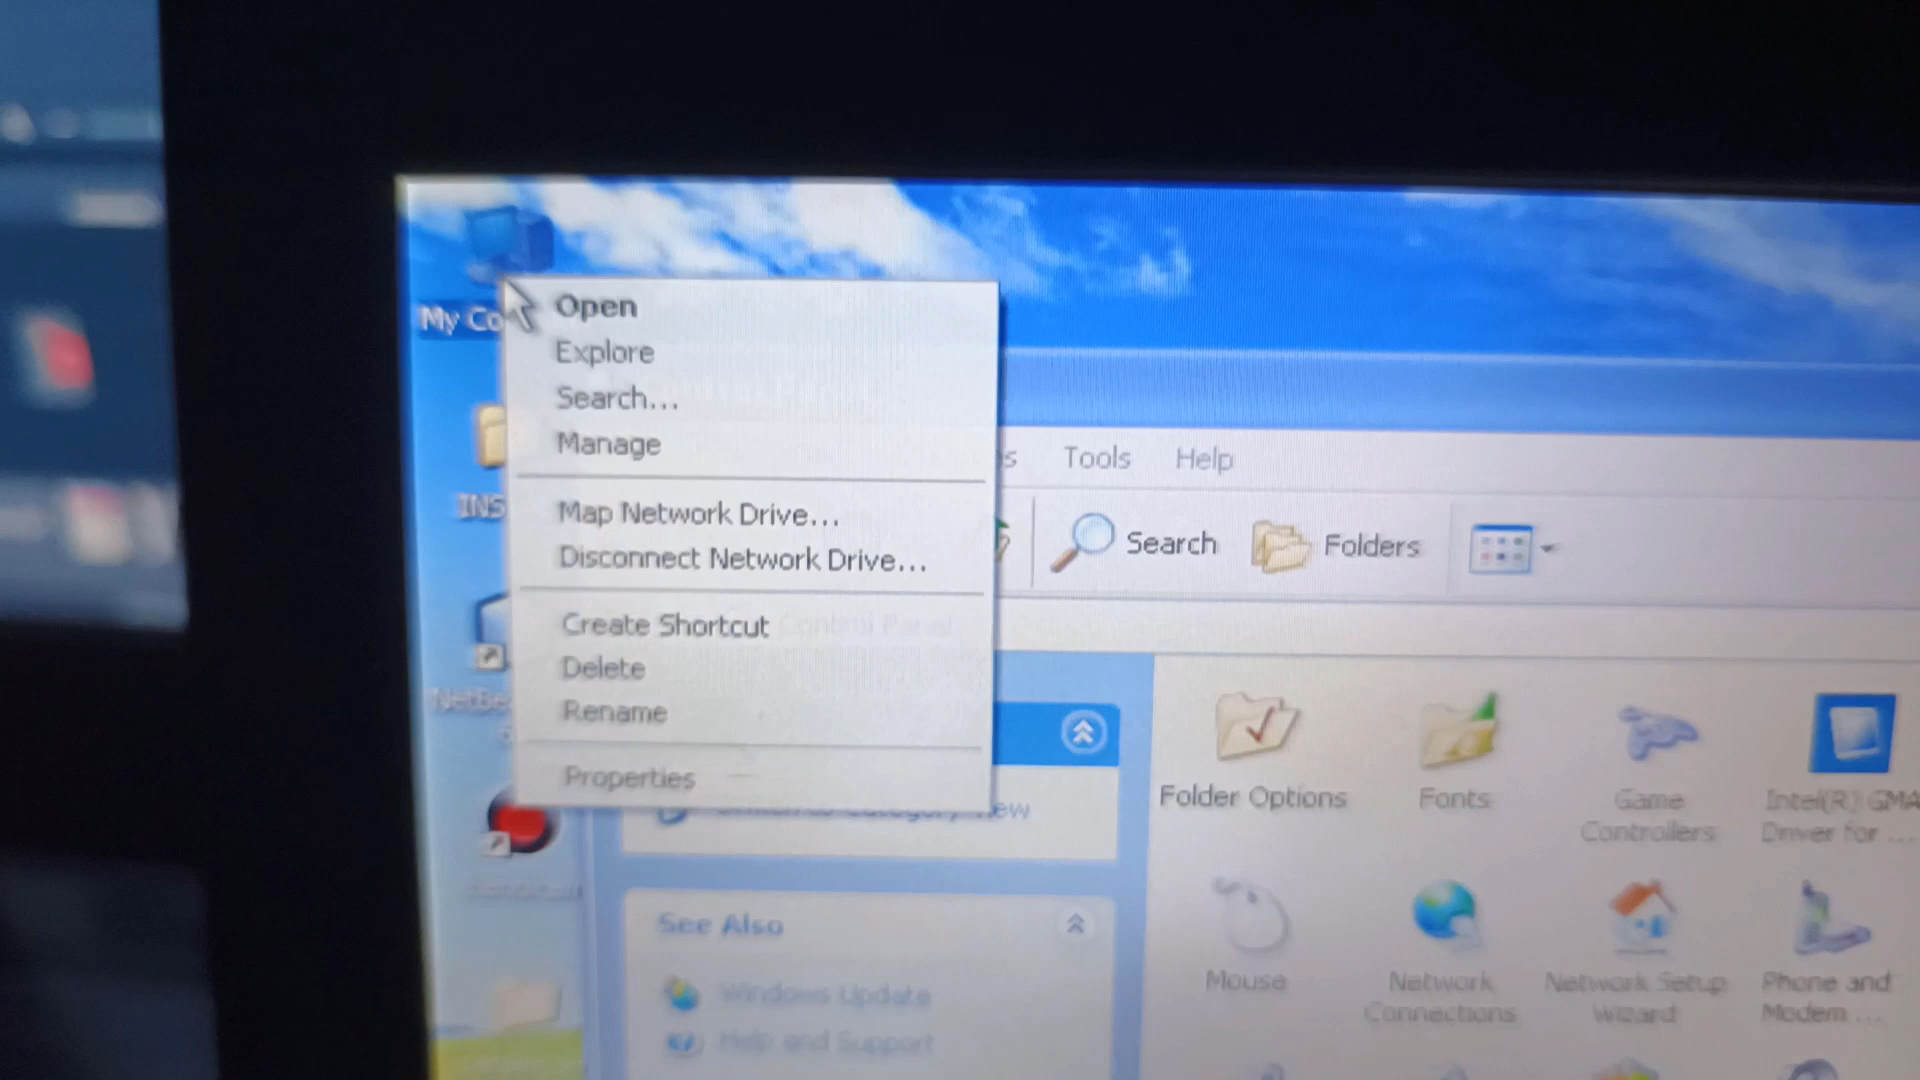 My Co
Open
Explore
Search...
Manage
Map Network Drive...
Disconnect Network Drive...
Create Shortcut
Delete
Rename
Properties
INS
NetBe
s
Tools
Help
Search
Folders
Control Panel
See Also
Windows Update
Help and Support
Folder Options
Fonts
Game
Controllers
Intel(R) GMA
Driver for ...
Mouse
Network
Connections
Network Setup
Wizard
Phone and
Modem ...